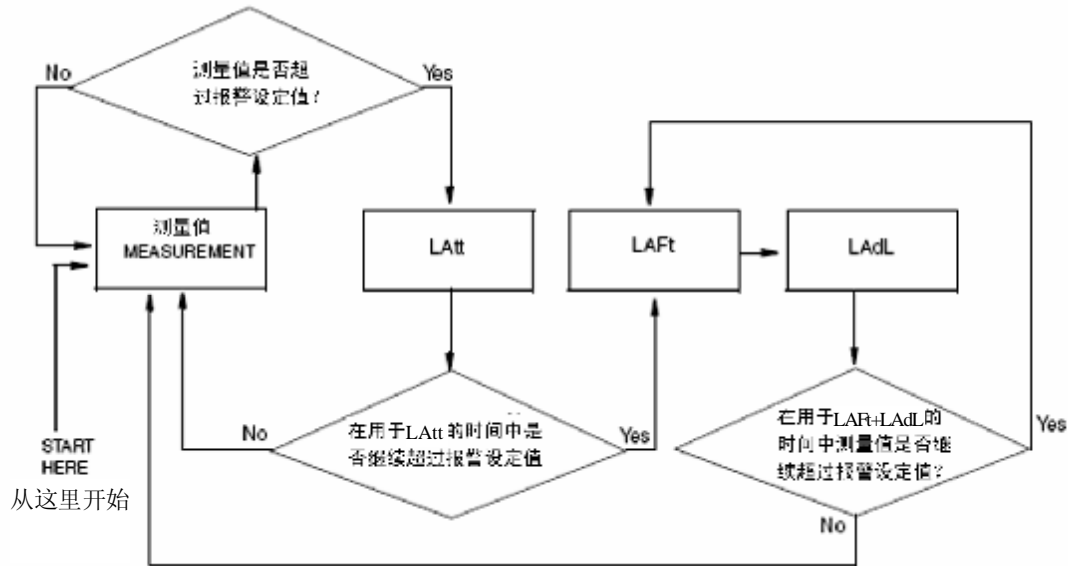 No
测量值是否超
过报警设定值？
Yes
测量值
MEASUREMENT
LAtt
LAFt
LAdL
START
HERE
从这里开始
No
在用于LAtt 的时间中是
否继续超过报警设定值
Yes
在用于LAFt+LAdL的
时间中测量值是否继
续超过报警设定值？
Yes
No